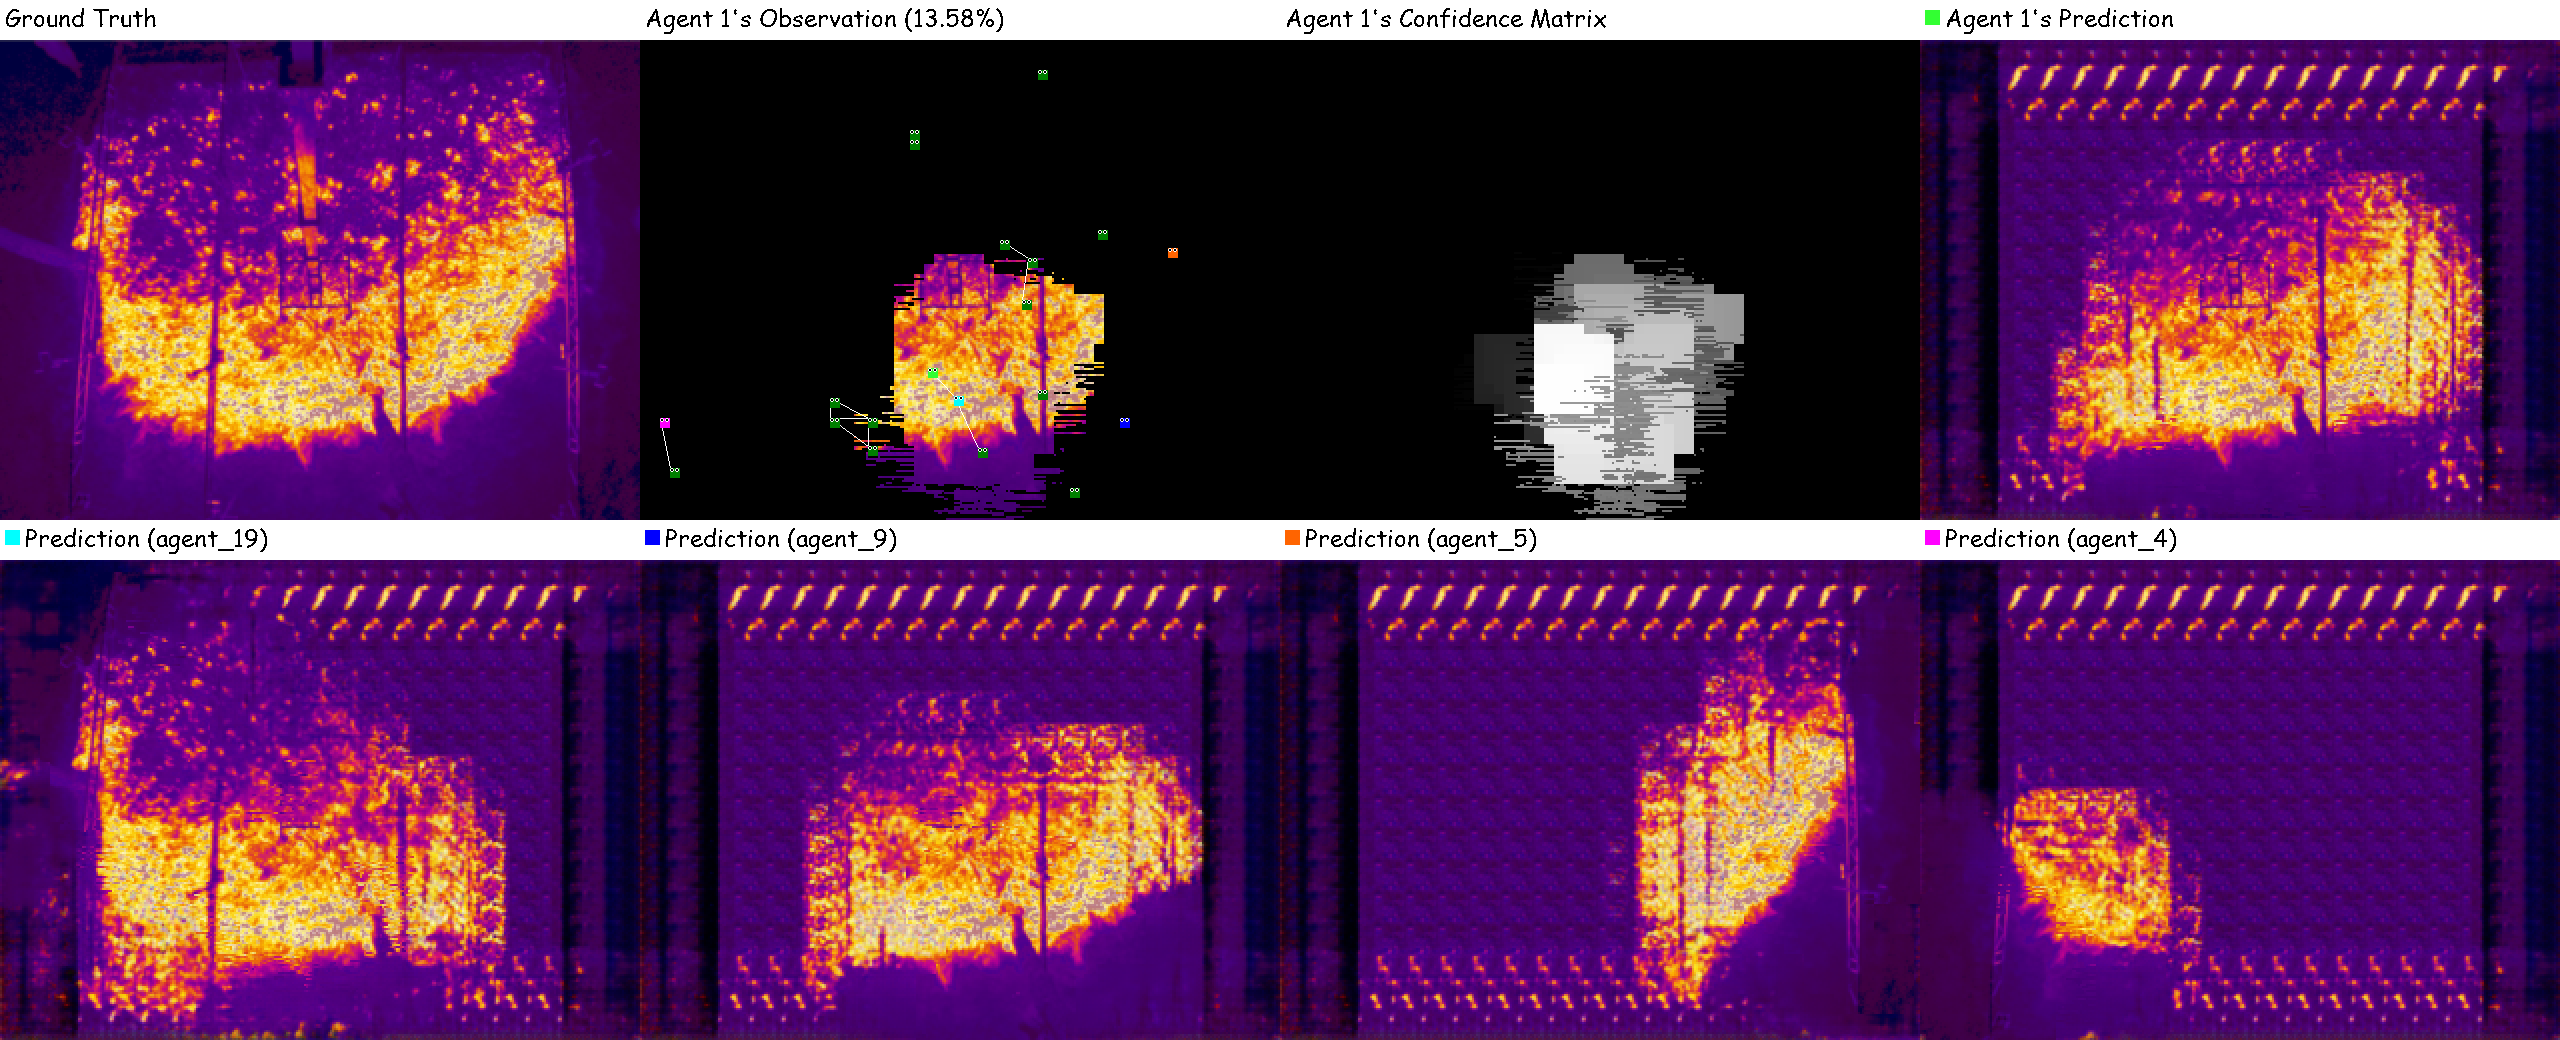 Ground Truth
Agent 1's Observation (13.58%)
Agent 1's Confidence Matrix
Agent 1's Prediction
Prediction (agent_19)
Prediction (agent_9)
Prediction (agent_5)
Prediction (agent_4)